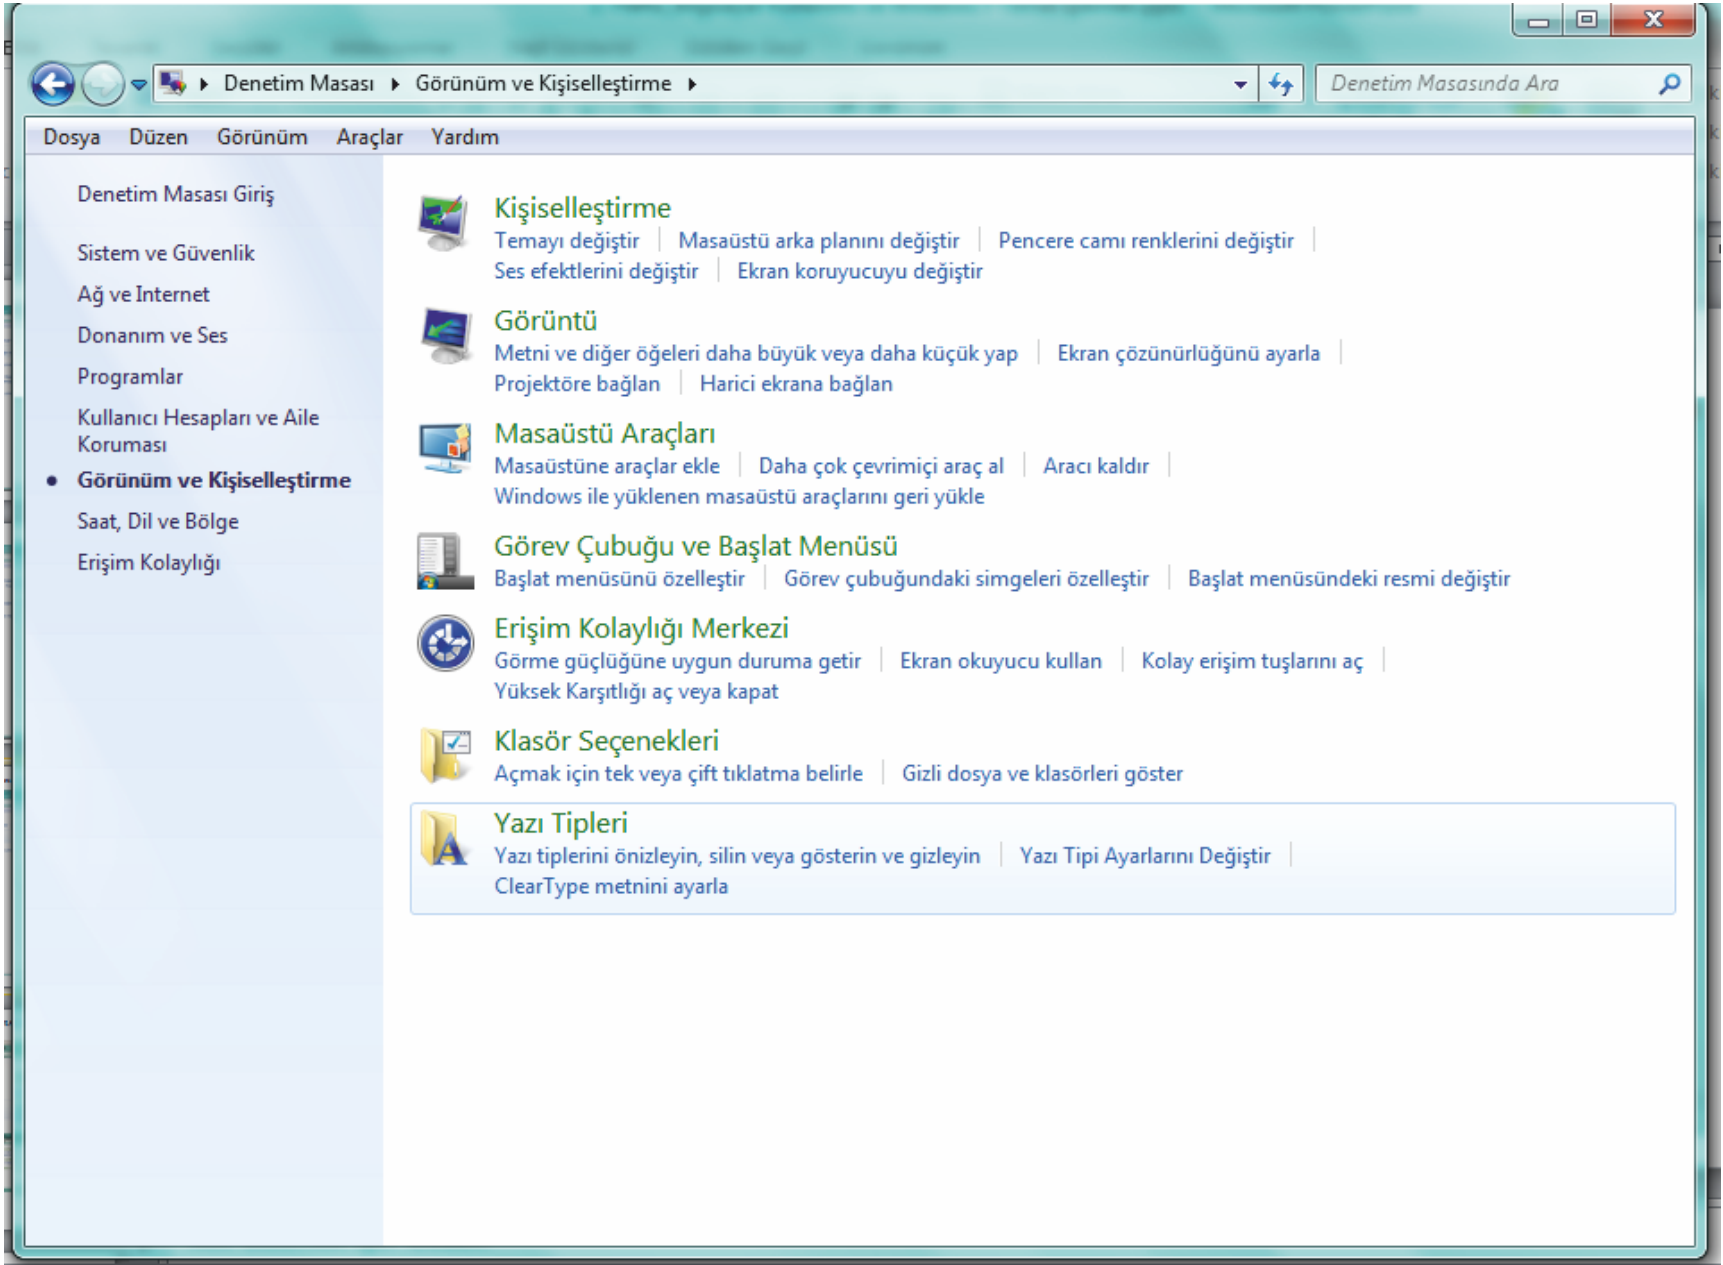 Denetim Masası Görünüm ve Kişiselleştirme
Denetim Masasında Ara
Dosya Düzen Görünüm Araçlar Yardım
Denetim Masası Giriş
Sistem ve Güvenlik
Ağ ve Internet
Donanım ve Ses
Programlar
Kullanıcı Hesapları ve Aile
Koruması
Görünüm ve Kişiselleştirme
Saat, Dil ve Bölge
Erişim Kolaylığı
Kişiselleştirme
Temayı değiştir Masaüstü arka planını değiştir Pencere camı renklerini değiştir
Ses efektlerini değiştir Ekran koruyucuyu değiştir
Görüntü
Metni ve diğer öğeleri daha büyük veya daha küçük yap Ekran çözünürlüğünü ayarla
Projektöre bağlan Harici ekrana bağlan
Masaüstü Araçları
Masaüstüne araçlar ekle Daha çok çevrimiçi araç al Aracı kaldır
Windows ile yüklenen masaüstü araçlarını geri yükle
Görev Çubuğu ve Başlat Menüsü
Başlat menüsünü özelleştir Görev çubuğundaki simgeleri özelleştir Başlat menüsündeki resmi değiştir
Erişim Kolaylığı Merkezi
Görme güçlüğüne uygun duruma getir Ekran okuyucu kullan Kolay erişim tuşlarını aç
Yüksek Karşıtlığı aç veya kapat
Klasör Seçenekleri
Açmak için tek veya çift tıklatma belirle Gizli dosya ve klasörleri göster
Yazı Tipleri
Yazı tiplerini önizleyin, silin veya gösterin ve gizleyin Yazı Tipi Ayarlarını Değiştir
ClearType metnini ayarla